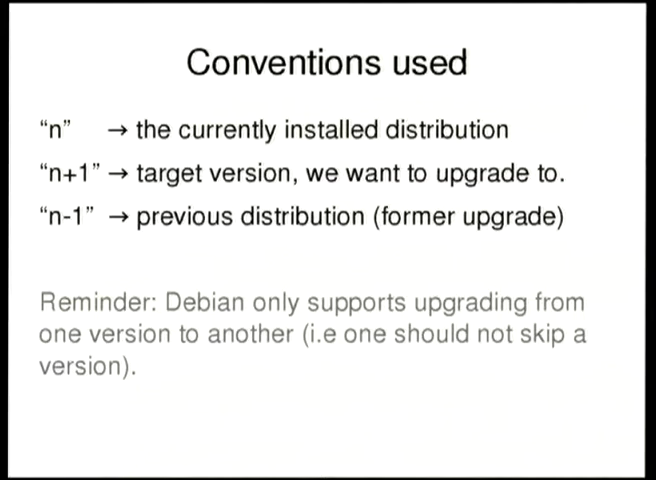 Conventions used
“n” → the currently installed distribution
“n+1” → target version, we want to upgrade to.
“n-1” → previous distribution (former upgrade)
Reminder: Debian only supports upgrading from
one version to another (i.e one should not skip a
version).